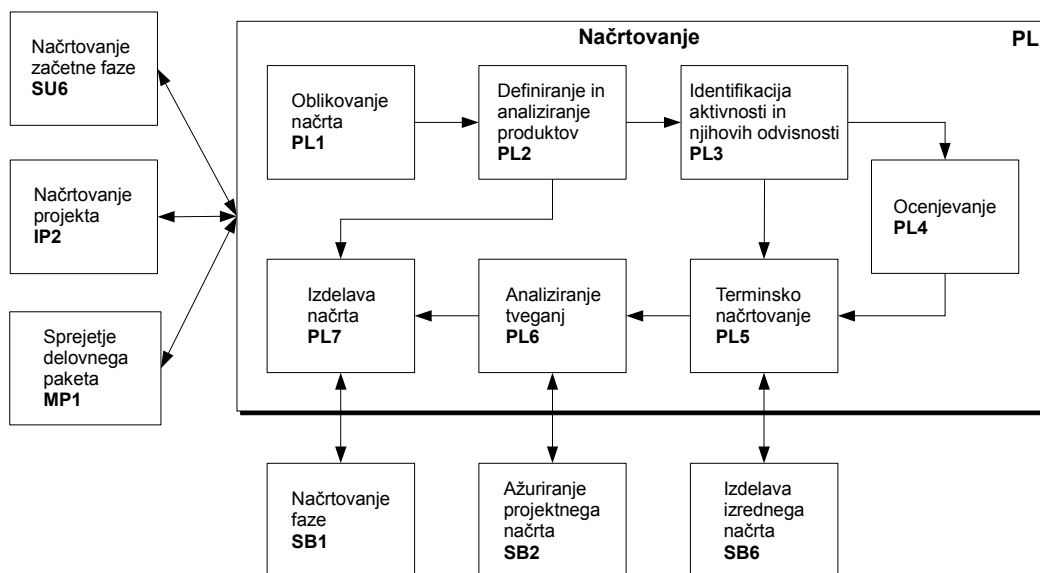 Načrtovanje
začetne faze
SU6
Načrtovanje
projekta
IP2
Sprejetje
delovnega
paketa
MP1
Načrtovanje
PL
Oblikovanje
načrta
PL1
Definiranje in
analiziranje
produktov
PL2
Identifikacija
aktivnosti in
njihovih odvisnosti
PL3
Ocenjevanje
PL4
Izdelava
načrta
PL7
Analiziranje
tveganj
PL6
Terminsko
načrtovanje
PL5
Načrtovanje
faze
SB1
Ažuriranje
projektnega
načrta
SB2
Izdelava
izrednega
načrta
SB6